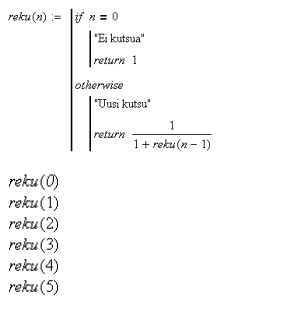 reku(n) := if n = 0
"Ei kutsua"
return 1
otherwise
"Uusi kutsu"
return 1 / 1 + reku(n − 1)
reku(0)
reku(1)
reku(2)
reku(3)
reku(4)
reku(5)